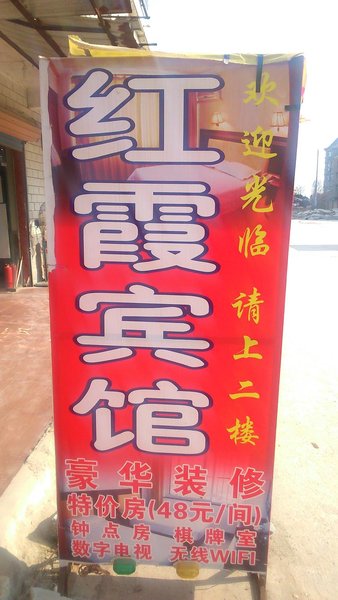 红霞宾馆
欢迎光临 请上二楼
豪华装修
特价房(48元/间)
钟点房 棋牌室
数字电视 无线WIFI